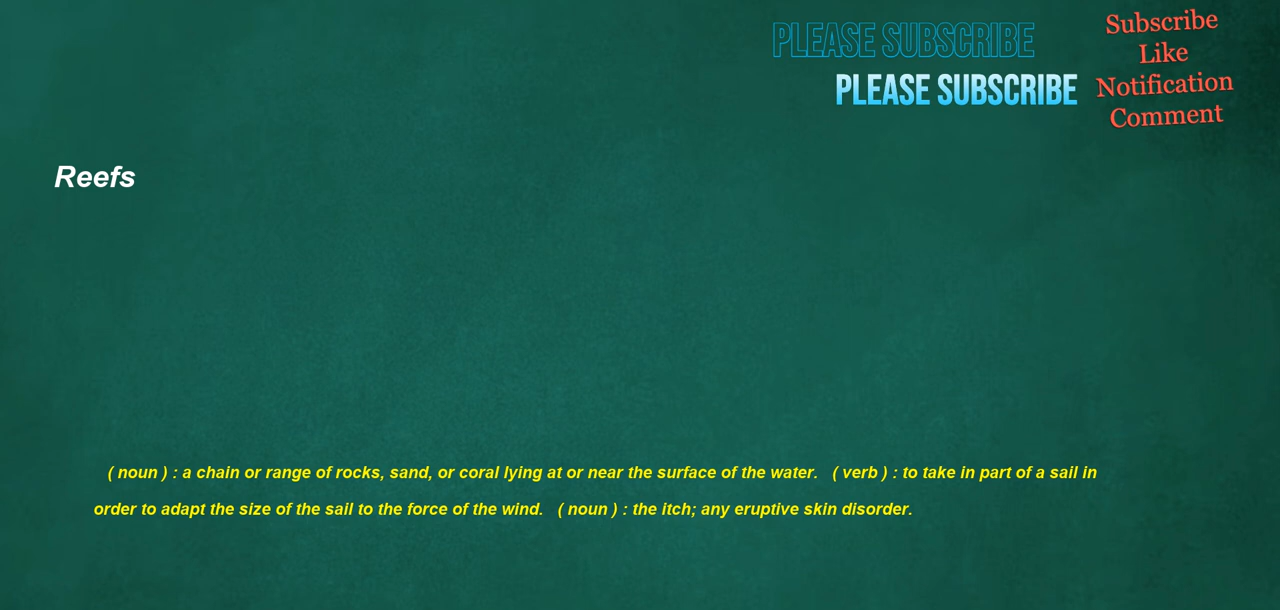 PLEASE SUBSCRIBE
PLEASE SUBSCRIBE
Subscribe
Like
Notification
Comment
Reefs
( noun ) : a chain or range of rocks, sand, or coral lying at or near the surface of the water. ( verb ) : to take in part of a sail in
order to adapt the size of the sail to the force of the wind. ( noun ) : the itch; any eruptive skin disorder.